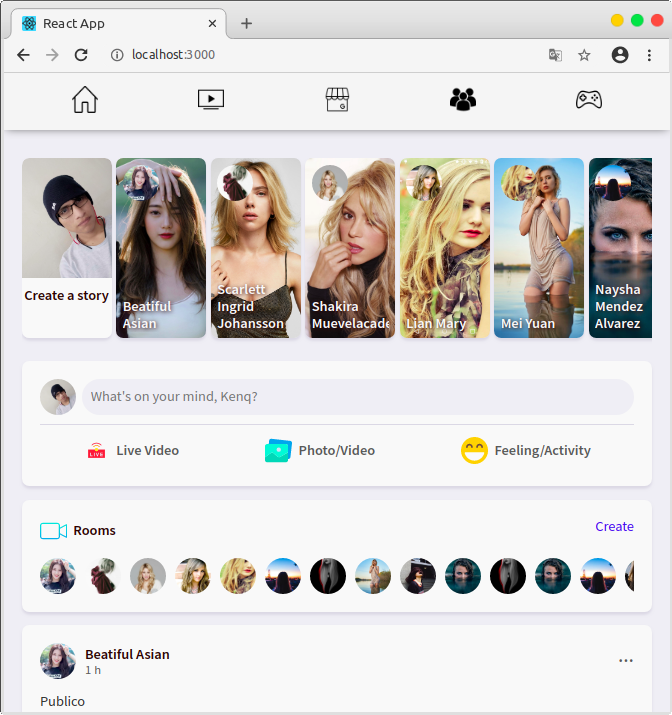 React App
localhost:3000
G
Create a story
Beatiful
Asian
Scarlett
Ingrid
Johansson
Shakira
Muevelacade
Lian Mary
Mei Yuan
Naysha
Mendez
Alvarez
What's on your mind, Kenq?
LIVE
Live Video
Photo/Video
Feeling/Activity
Rooms
Create
Beatiful Asian
1 h
Publico